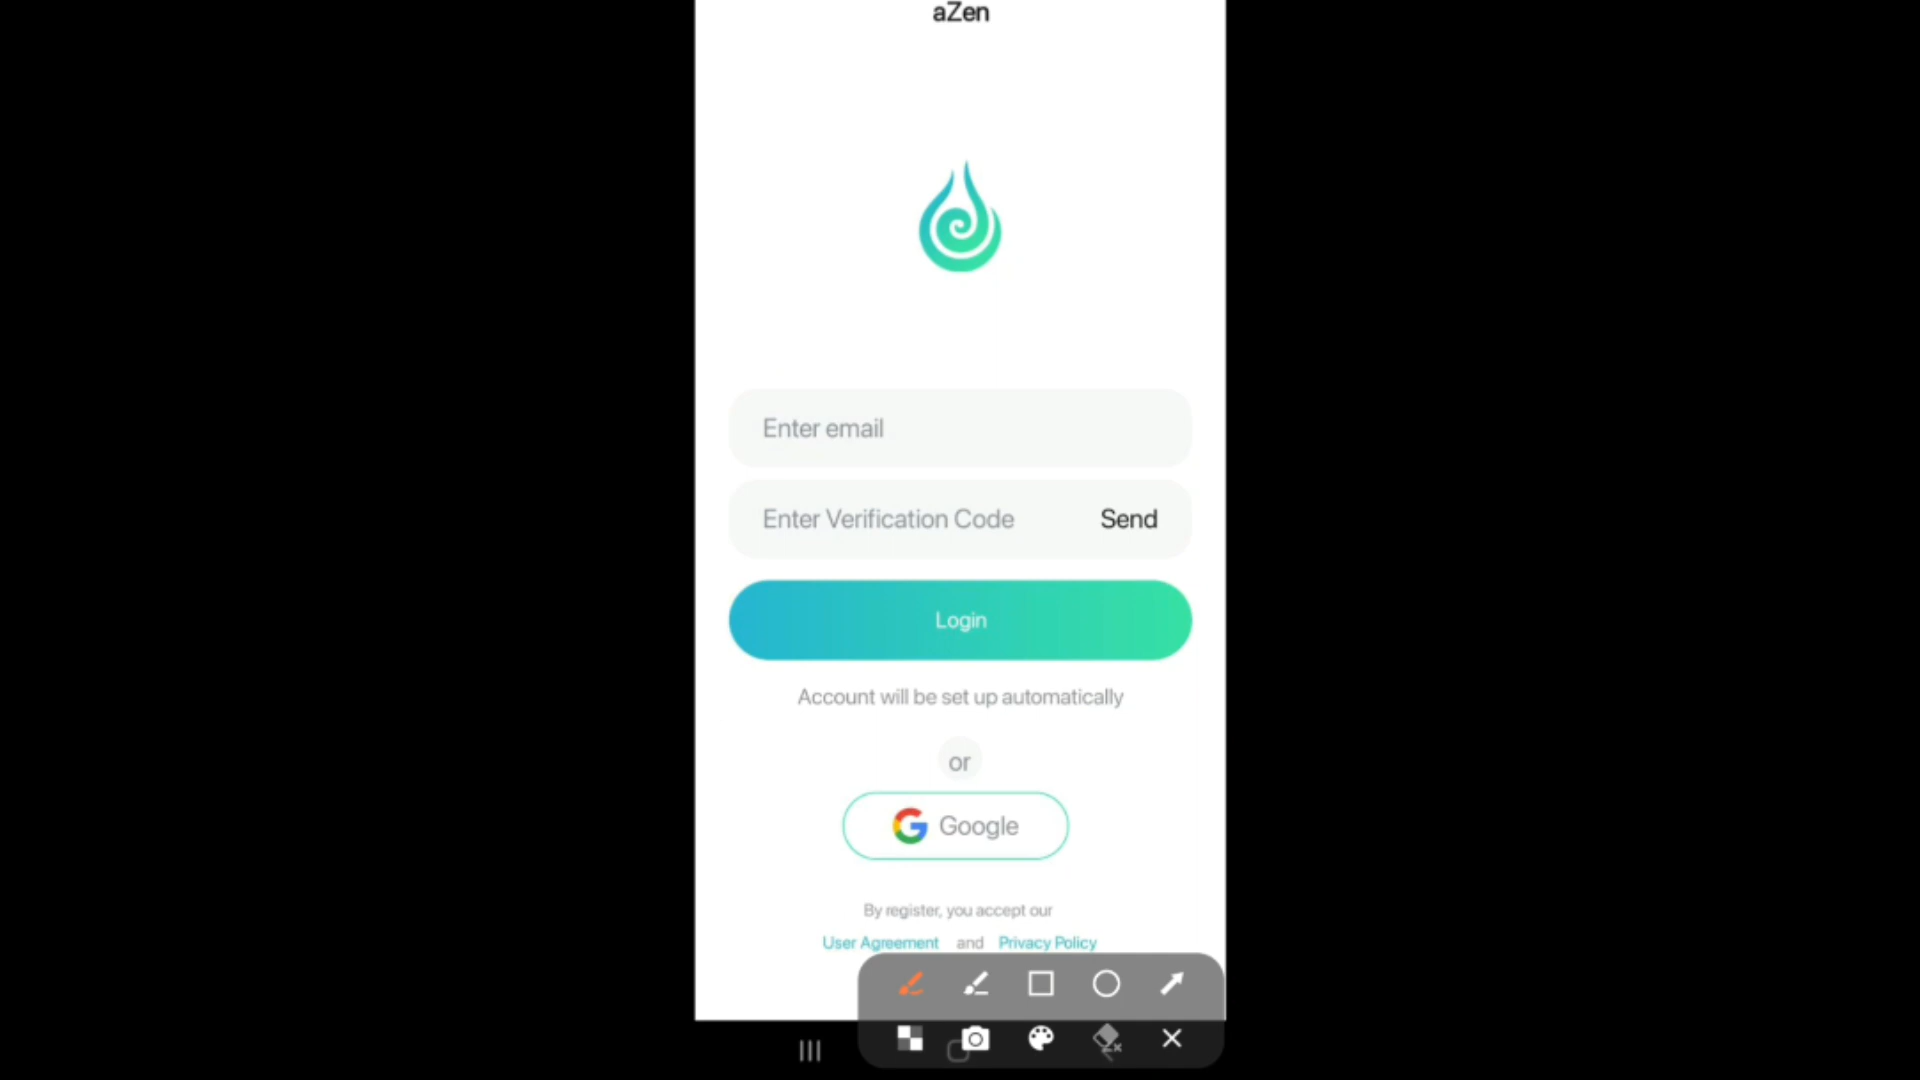 aZen
Enter email
Enter Verification Code Send
Login
Account will be set up automatically
or
Google
By register, you accept our
User Agreement and Privacy Policy